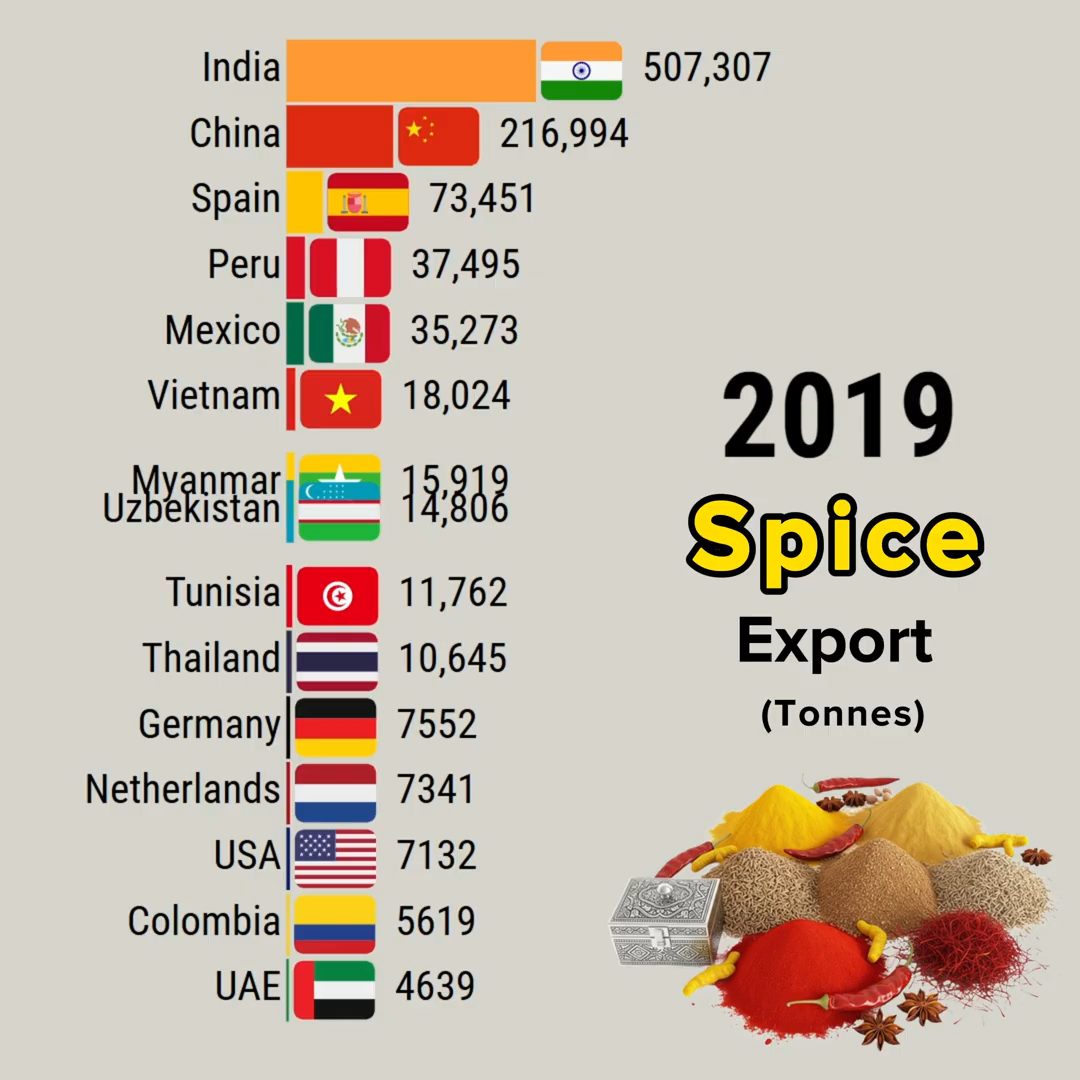 India 507,307
China 216,994
Spain 73,451
Peru 37,495
Mexico 35,273
Vietnam 18,024
Myanmar 15,919
Uzbekistan 14,806
Tunisia 11,762
Thailand 10,645
Germany 7552
Netherlands 7341
USA 7132
Colombia 5619
UAE 4639
2019
Spice
Export
(Tonnes)